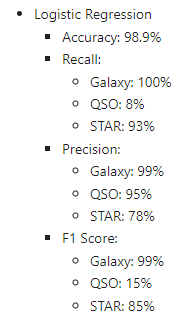 Logistic Regression
Accuracy: 98.9%
Recall:
Galaxy: 100%
QSO: 8%
STAR: 93%
Precision:
Galaxy: 99%
QSO: 95%
STAR: 78%
F1 Score:
Galaxy: 99%
QSO: 15%
STAR: 85%